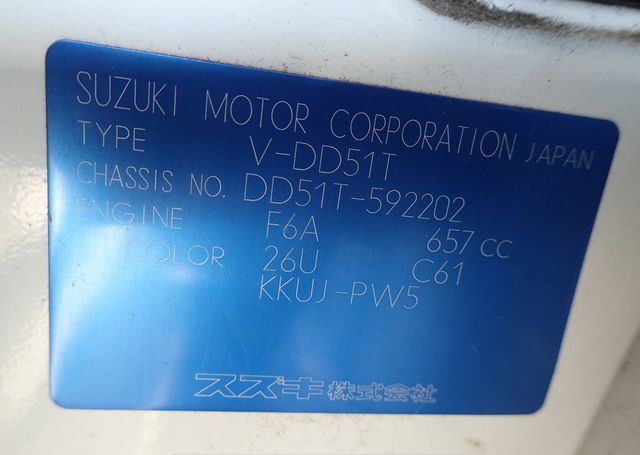 SUZUKI MOTOR CORPORATION JAPAN
TYPE V-DD51T
CHASSIS NO. DD51T-592202
ENGINE F6A 657 CC
COLOR 26U C61
KKUJ-PW5
スズキ株式会社